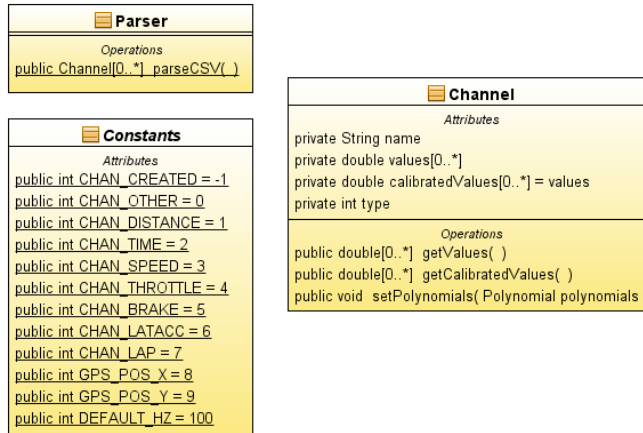 Parser
Operations
public Channel[0..*] parseCSV( )
Constants
Attributes
public int CHAN_CREATED = -1
public int CHAN_OTHER = 0
public int CHAN_DISTANCE = 1
public int CHAN_TIME = 2
public int CHAN_SPEED = 3
public int CHAN_THROTTLE = 4
public int CHAN_BRAKE = 5
public int CHAN_LATACC = 6
public int CHAN_LAP = 7
public int GPS_POS_X = 8
public int GPS_POS_Y = 9
public int DEFAULT_HZ = 100
Channel
Attributes
private String name
private double values[0..*]
private double calibratedValues[0..*] = values
private int type
Operations
public double[0..*] getValues( )
public double[0..*] getCalibratedValues( )
public void setPolynomials( Polynomial polynomials